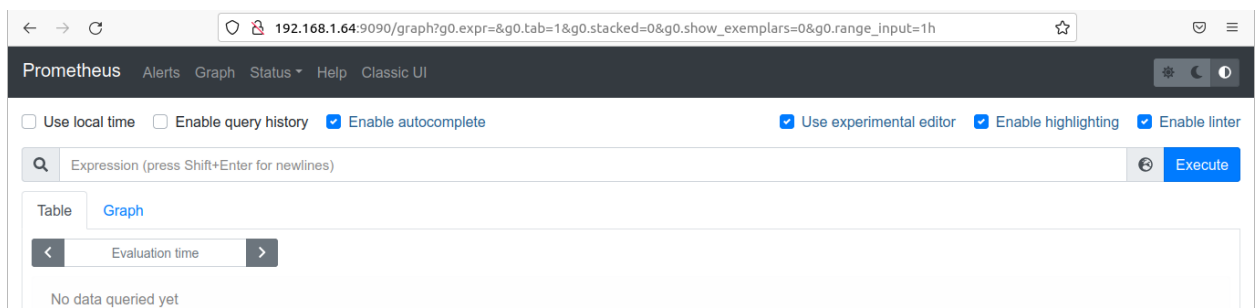 192.168.1.64:9090/graph?g0.expr=&g0.tab=1&g0.stacked=0&g0.show_exemplars=0&g0.range_input=1h
Prometheus Alerts Graph Status Help Classic UI
Use local time Enable query history Enable autocomplete Use experimental editor Enable highlighting Enable linter
Expression (press Shift+Enter for newlines) Execute
Table Graph
Evaluation time
No data queried yet